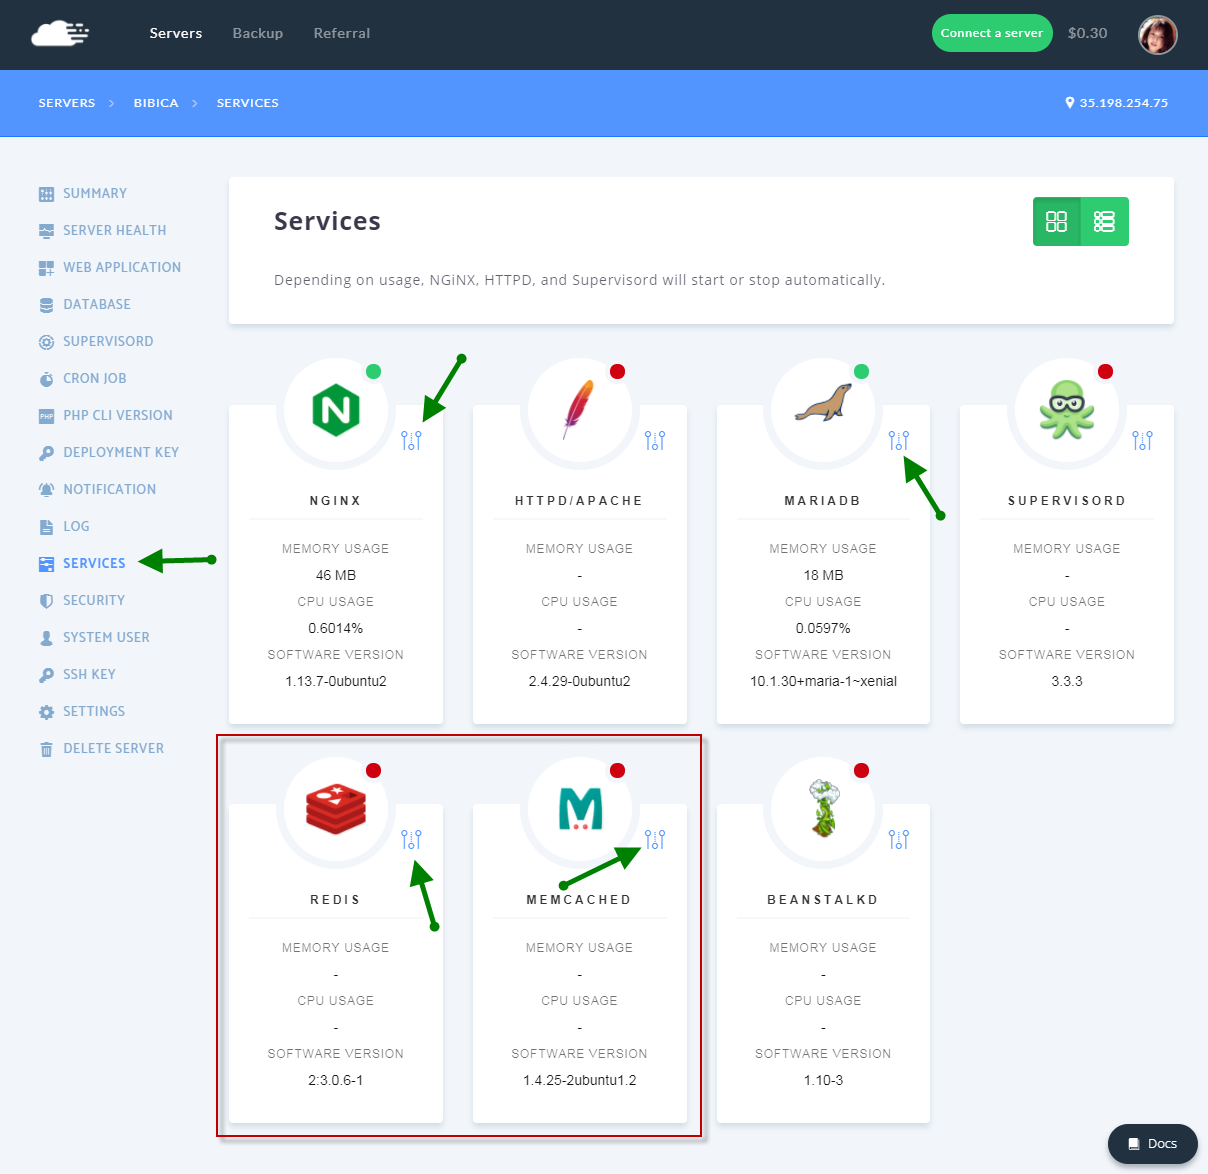 Servers Backup Referral Connect a server $0.30
SERVERS > BIBICA > SERVICES 35.198.254.75
SUMMARY
SERVER HEALTH
WEB APPLICATION
DATABASE
SUPERVISORD
CRON JOB
PHP PHP CLI VERSION
DEPLOYMENT KEY
NOTIFICATION
LOG
SERVICES
SECURITY
SYSTEM USER
SSH KEY
SETTINGS
DELETE SERVER
Services
Depending on usage, NGiNX, HTTPD, and Supervisord will start or stop automatically.
N
NGINX
MEMORY USAGE
46 MB
CPU USAGE
0.6014%
SOFTWARE VERSION
1.13.7-0ubuntu2
HTTPD/APACHE
MEMORY USAGE
-
CPU USAGE
-
SOFTWARE VERSION
2.4.29-0ubuntu2
MARIADB
MEMORY USAGE
18 MB
CPU USAGE
0.0597%
SOFTWARE VERSION
10.1.30+maria-1~xenial
SUPERVISORD
MEMORY USAGE
-
CPU USAGE
-
SOFTWARE VERSION
3.3.3
REDIS
MEMORY USAGE
-
CPU USAGE
-
SOFTWARE VERSION
2:3.0.6-1
M
MEMCACHED
MEMORY USAGE
-
CPU USAGE
-
SOFTWARE VERSION
1.4.25-2ubuntu1.2
BEANSTALKD
MEMORY USAGE
-
CPU USAGE
-
SOFTWARE VERSION
1.10-3
Docs